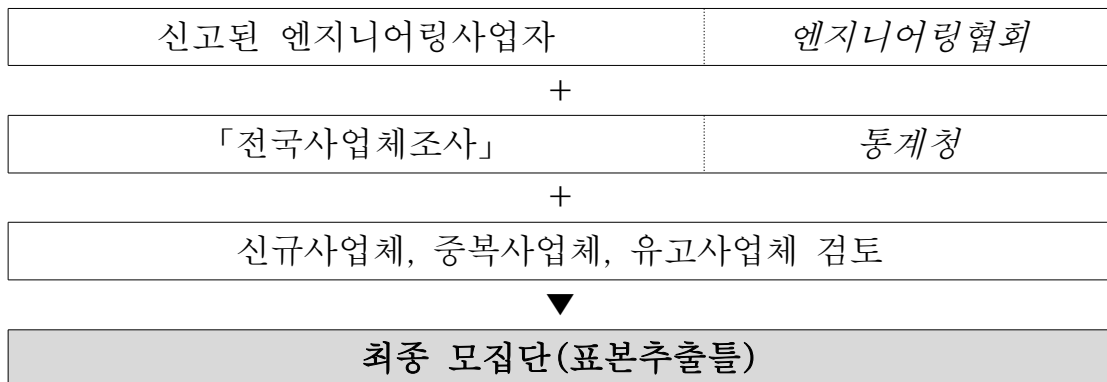 신고된 엔지니어링사업자 엔지니어링협회
+
「전국사업체조사」 통계청
+
신규사업체, 중복사업체, 유고사업체 검토
▼
최종 모집단(표본추출틀)